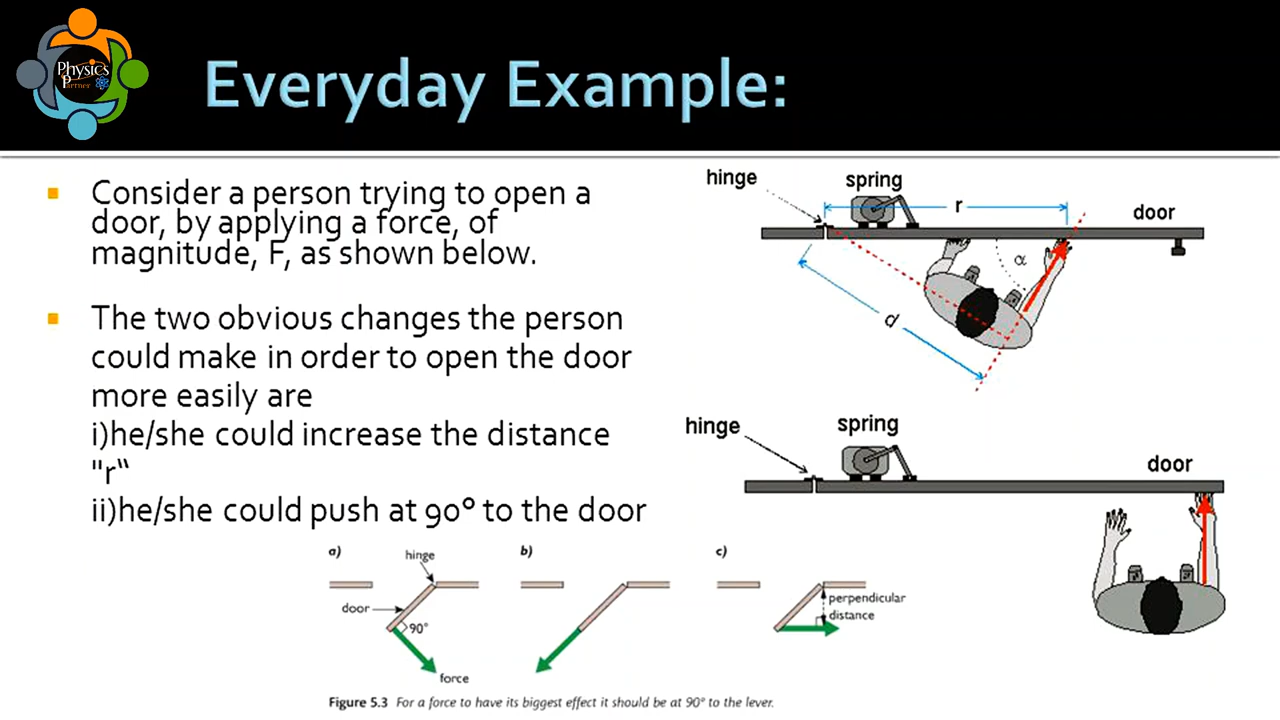 Physics
Partner
Everyday Example:
Consider a person trying to open a
door, by applying a force, of
magnitude, F, as shown below.
The two obvious changes the person
could make in order to open the door
more easily are
i)he/she could increase the distance
"r"
ii)he/she could push at 90° to the door
hinge
spring
r
door
α
d
hinge
spring
door
a)
hinge
door
90°
force
b)
c)
perpendicular
distance
Figure 5.3 For a force to have its biggest effect it should be at 90° to the lever.